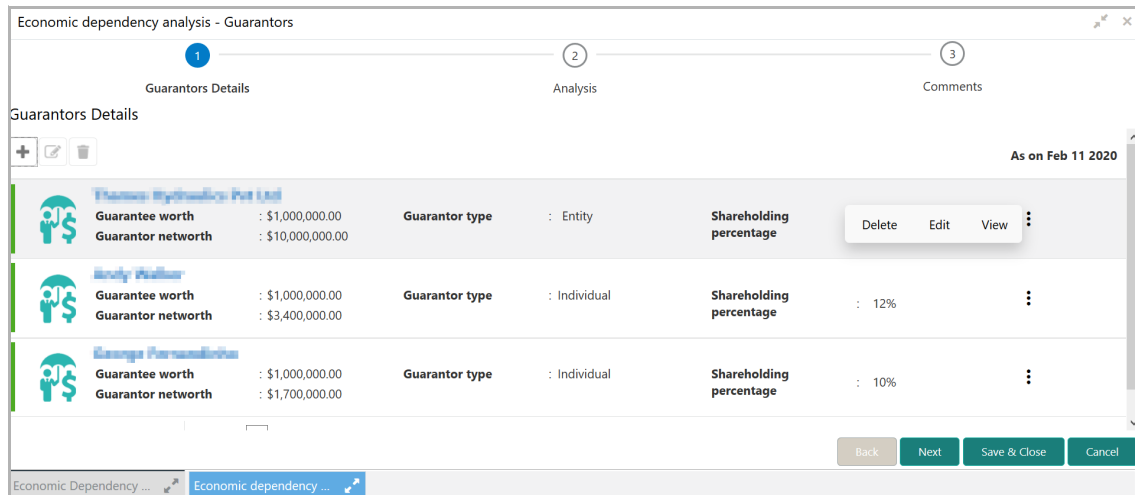 Economic dependency analysis - Guarantors
1 2 3
Guarantors Details Analysis Comments
Guarantors Details
As on Feb 11 2020
Guarantee worth : $1,000,000.00 Guarantor type : Entity Shareholding percentage
Guarantor networth : $10,000,000.00
Delete Edit View
Guarantee worth : $1,000,000.00 Guarantor type : Individual Shareholding percentage : 12%
Guarantor networth : $3,400,000.00
Guarantee worth : $1,000,000.00 Guarantor type : Individual Shareholding percentage : 10%
Guarantor networth : $1,700,000.00
Back Next Save & Close Cancel
Economic Dependency ... Economic dependency ...